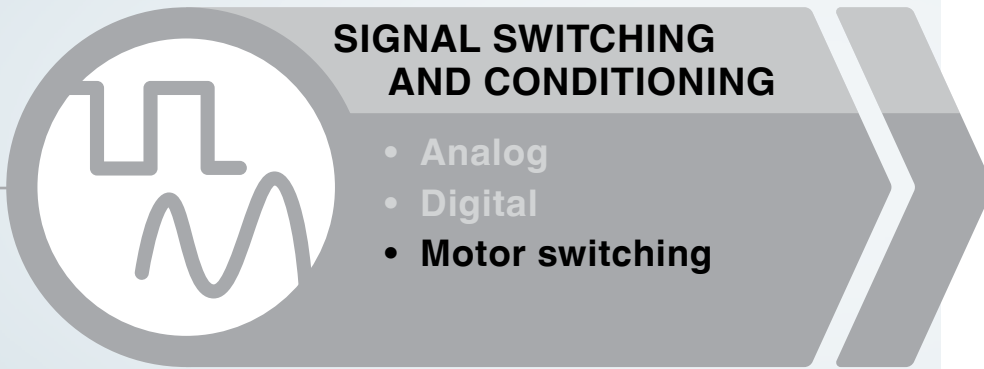 SIGNAL SWITCHING
AND CONDITIONING
• Analog
• Digital
• Motor switching